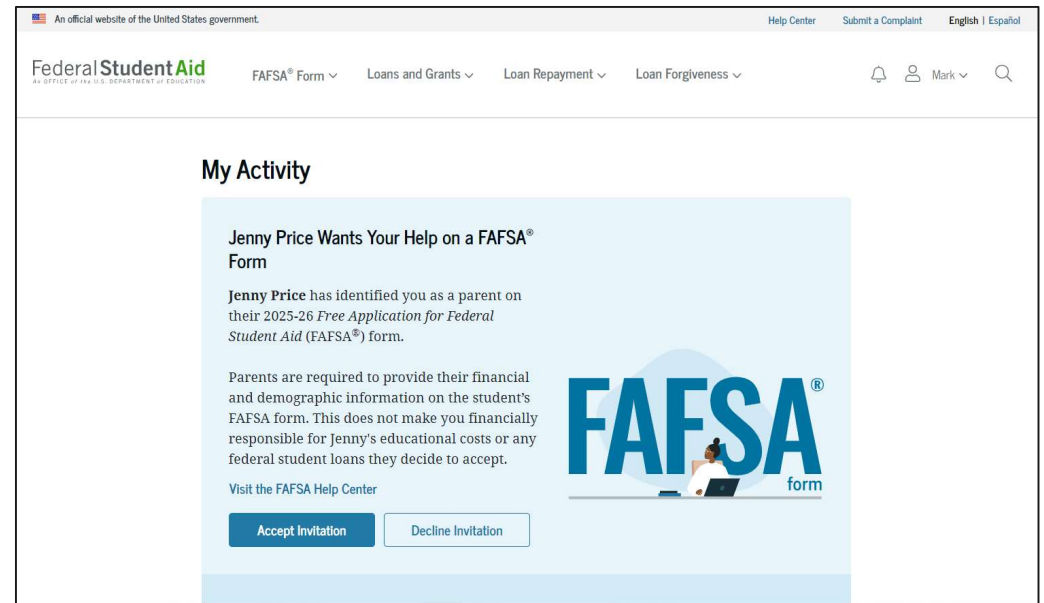 An official website of the United States government.
Help Center Submit a Complaint English | Español
Federal Student Aid
An OFFICE of the U.S. DEPARTMENT of EDUCATION
FAFSA® Form Loans and Grants Loan Repayment Loan Forgiveness Mark
My Activity
Jenny Price Wants Your Help on a FAFSA®
Form
Jenny Price has identified you as a parent on
their 2025-26 Free Application for Federal
Student Aid (FAFSA®) form.
Parents are required to provide their financial
and demographic information on the student’s
FAFSA form. This does not make you financially
responsible for Jenny's educational costs or any
federal student loans they decide to accept.
Visit the FAFSA Help Center
Accept Invitation Decline Invitation
FAFSA®
form